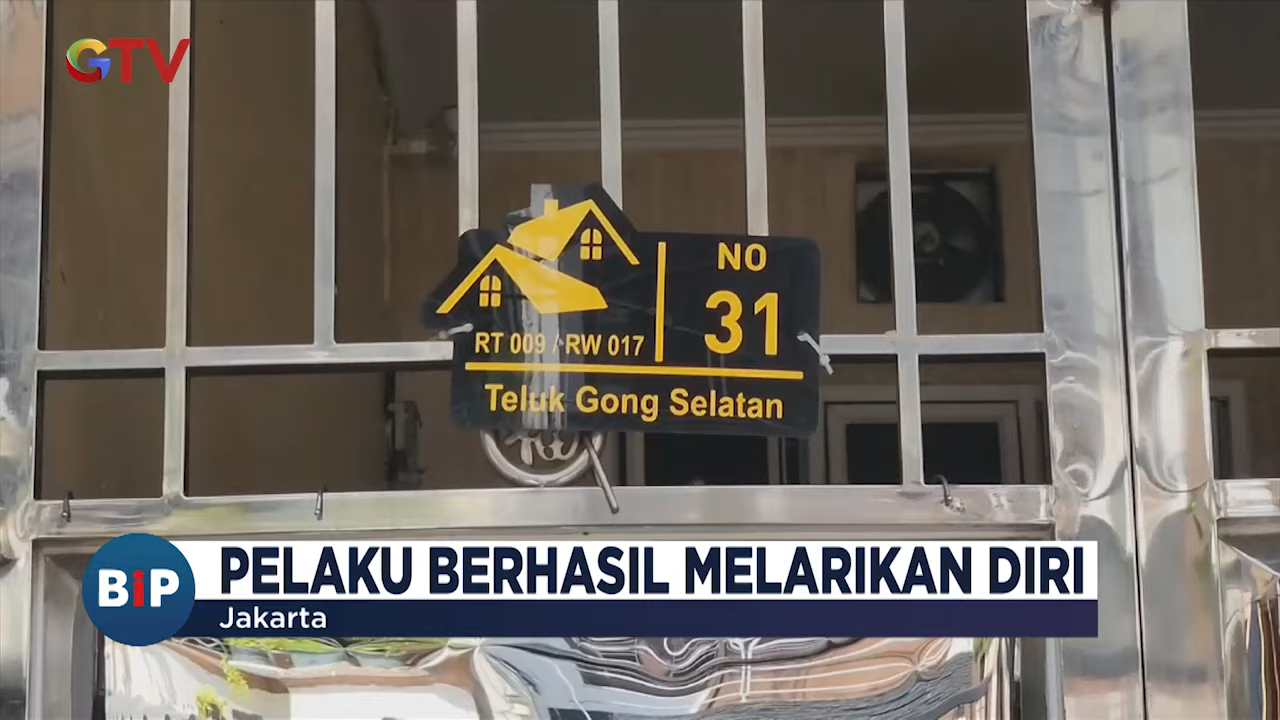 GTV
NO
31
RT 009 / RW 017
Teluk Gong Selatan
BiP
PELAKU BERHASIL MELARIKAN DIRI
Jakarta